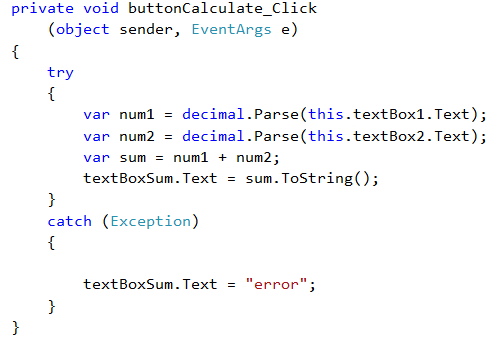 private void buttonCalculate_Click
(object sender, EventArgs e)
{
try
{
var num1 = decimal.Parse(this.textBox1.Text);
var num2 = decimal.Parse(this.textBox2.Text);
var sum = num1 + num2;
textBoxSum.Text = sum.ToString();
}
catch (Exception)
{
textBoxSum.Text = "error";
}
}